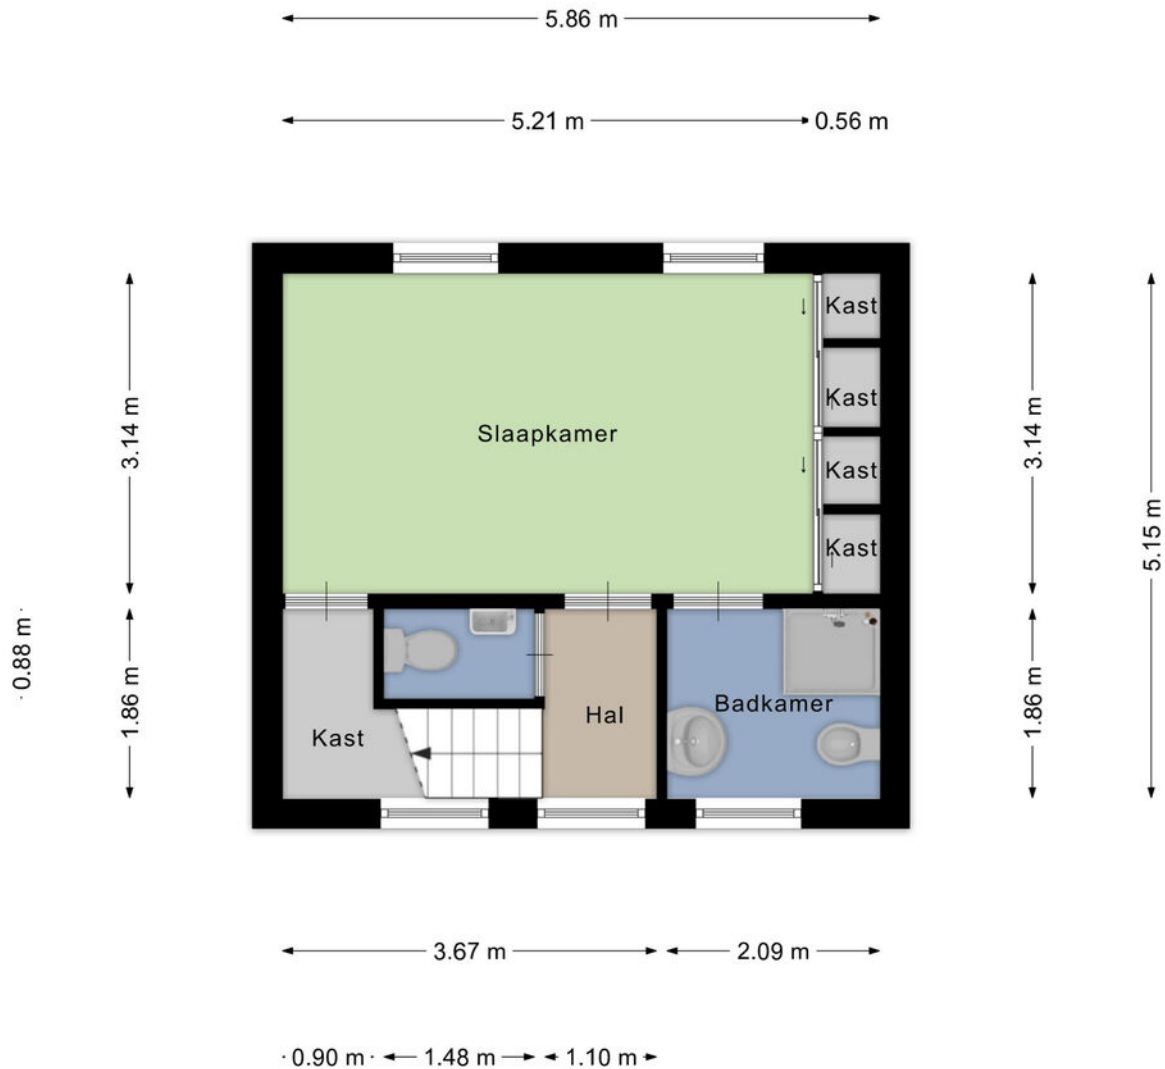 5.86 m
5.21 m
0.56 m
Kast
Kast
Kast
Kast
Slaapkamer
3.14 m
3.14 m
5.15 m
0.88 m
1.86 m
1.86 m
Badkamer
Hal
Kast
3.67 m
2.09 m
0.90 m
1.48 m
1.10 m